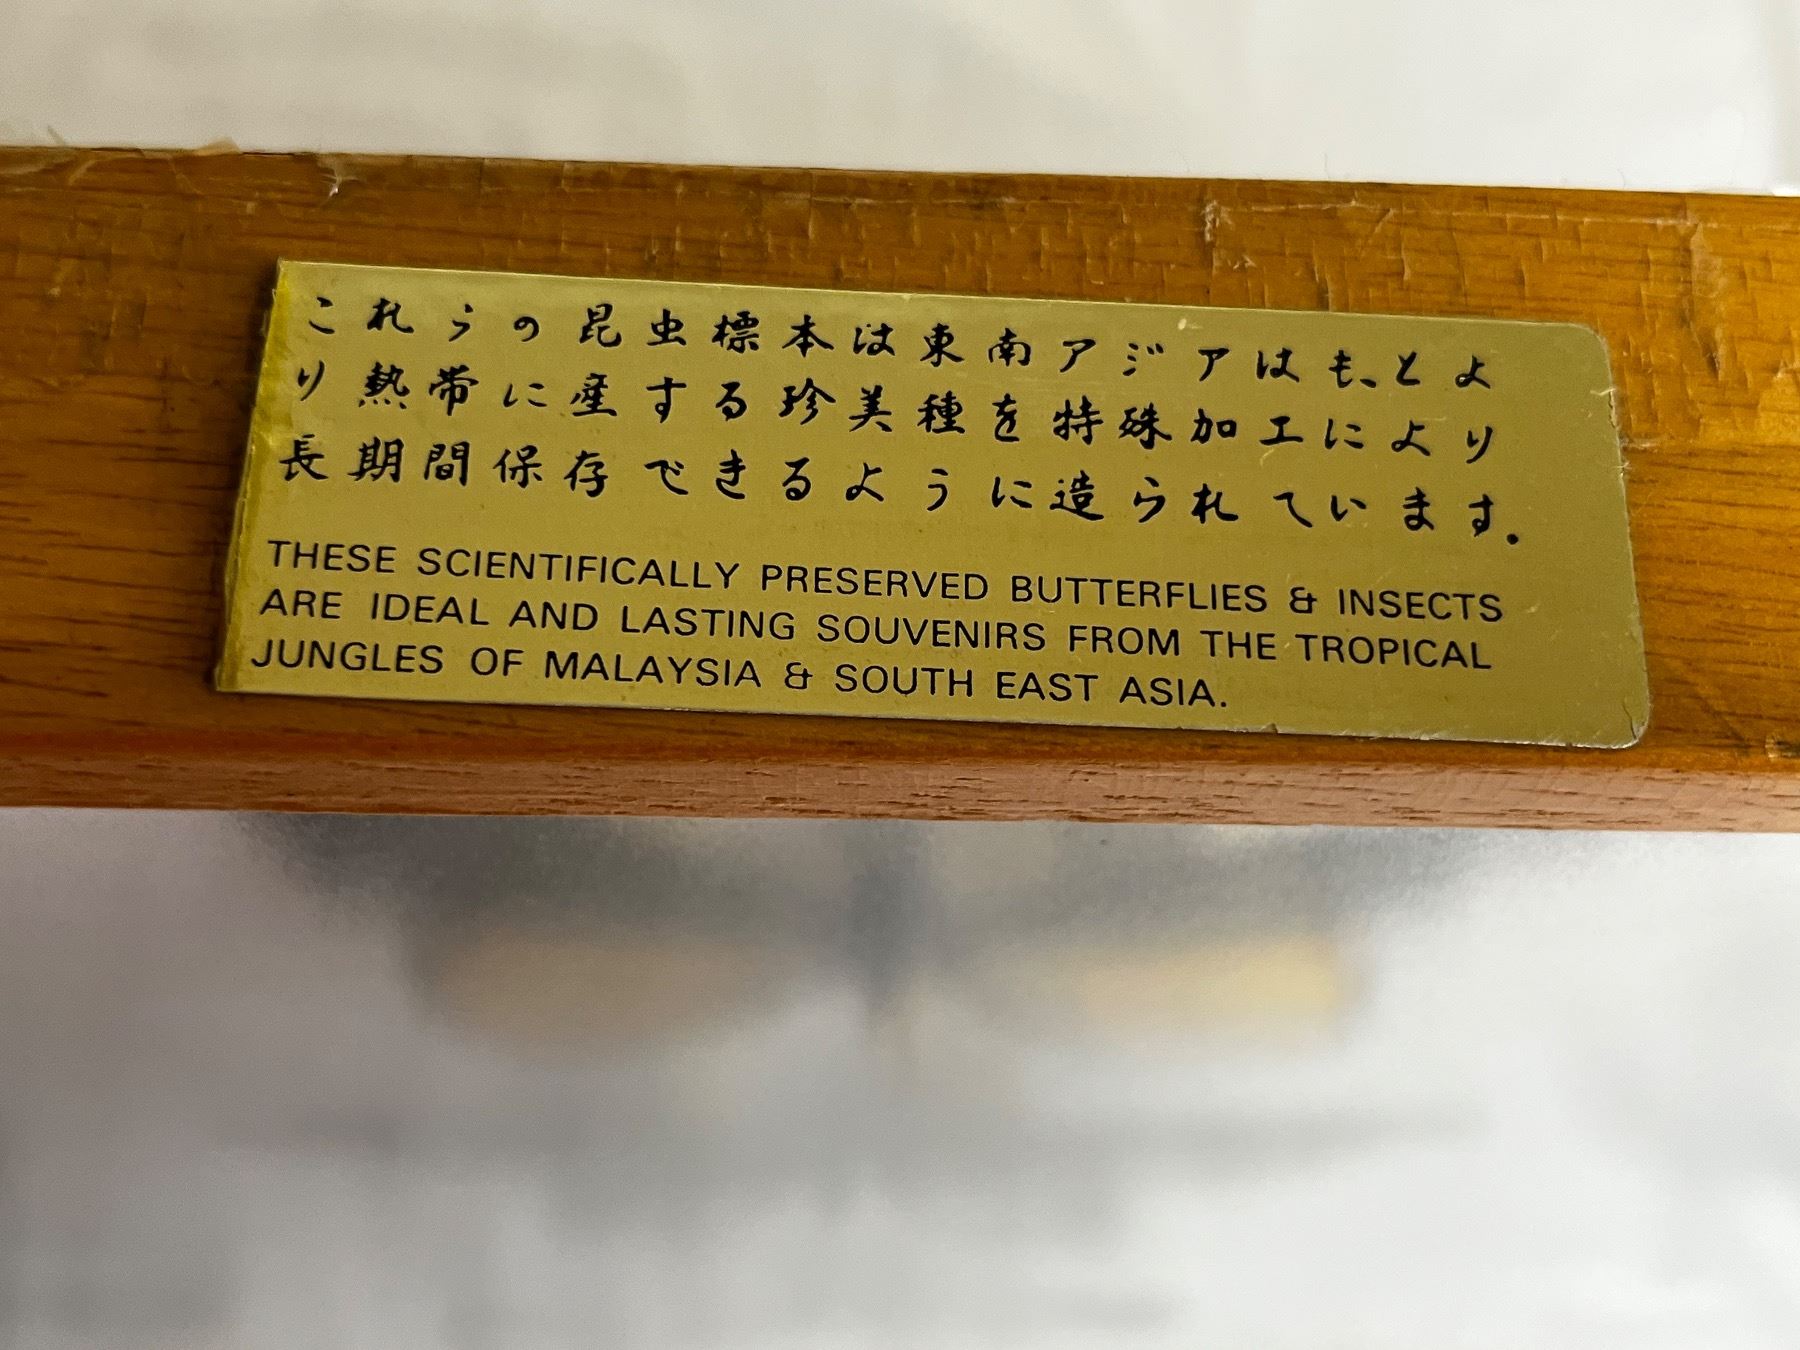 これらの昆虫標本は東南アジアはもとよ
り熱帯に産する珍美種を特殊加工により
長期間保存できるように造られています。
THESE SCIENTIFICALLY PRESERVED BUTTERFLIES & INSECTS
ARE IDEAL AND LASTING SOUVENIRS FROM THE TROPICAL
JUNGLES OF MALAYSIA & SOUTH EAST ASIA.